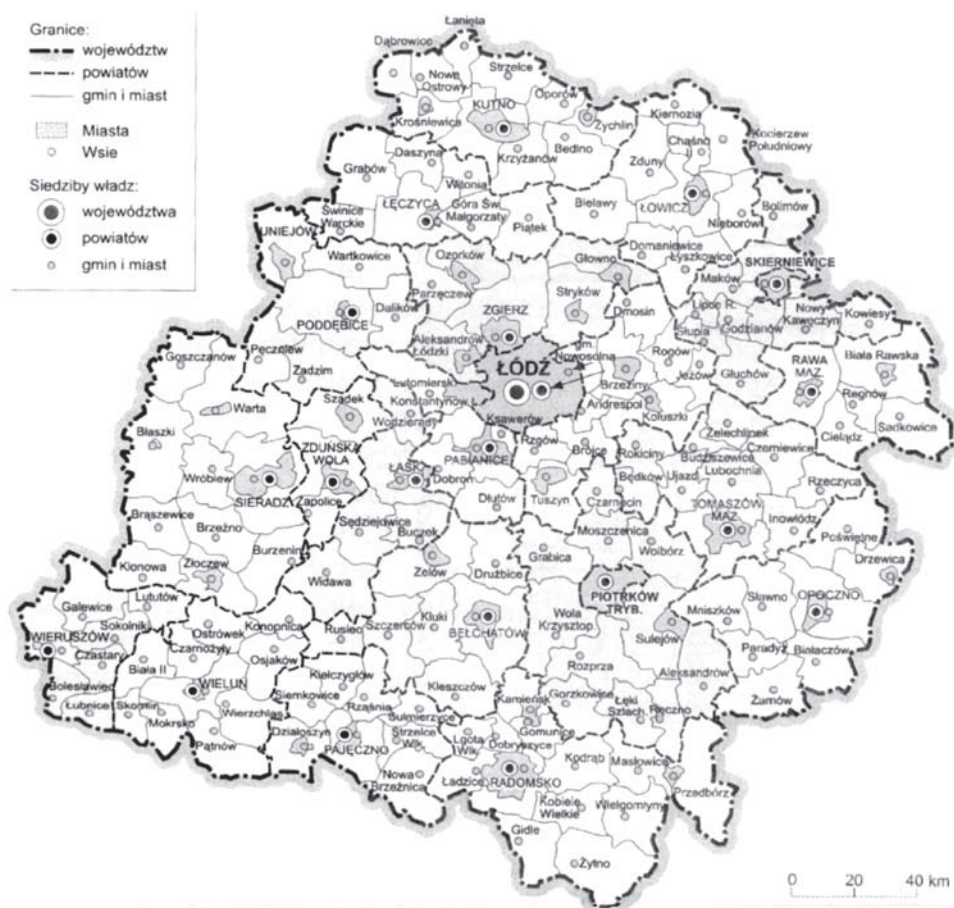 Granice:
województw
powiatów
gmin i miast
Miasta
Wsie
Siedziby władz:
województwa
powiatów
gmin i miast
Łanięta
Dąbrowice
Nowe
Ostrowy
Strzelce
KUTNO
Oporów
Krośniewice
Żychlin
Kiernozia
Kocierzew
Południowy
Chąśno
Krzyżanów
Bedlno
Zduny
Daszyna
Grabów
Witonia
ŁĘCZYCA
Góra Św.
Małgorzaty
Piątek
Bielawy
ŁOWICZ
Nieborów
Bolimów
Świnice
Warckie
UNIEJÓW
Wartkowice
Ozorków
Głowno
Domaniewice
Łyszkowice
SKIERNIEWICE
Maków
Parzęczew
Stryków
Dmosin
Lipce R.
Słupia
Godzianów
Nowy
Kawęczyn
Kowiesy
ZGIERZ
PODDĘBICE
Dalików
Aleksandrów
Łódzki
gm.
Nowosolna
ŁÓDŹ
Rogów
Jeżów
Głuchów
RAWA
MAZ.
Biała Rawska
Regnów
Goszczanów
Pęczniew
Zadzim
Lutomiersk
Konstantynów
Wodzierady
Brzeziny
Andrespol
Koluszki
Sadkowice
Cielądz
Szadek
Warta
Błaszki
Ksawerów
Rzgów
Brójce
Rokiciny
Żelechlinek
Budziszewice
Czerniewice
ZDUŃSKA
WOLA
ŁASK
PABIANICE
Dobroń
Tuszyn
Będków
Ujazd
Lubochnia
Rzeczyca
Wróblew
SIERADZ
Zapolice
Dłutów
Czarnocin
TOMASZÓW
MAZ.
Inowłódz
Brąszewice
Brzeźno
Sędziejowice
Buczek
Moszczenica
Wolbórz
Poświętne
Drzewica
Klonowa
Złoczew
Burzenin
Widawa
Zelów
Drużbice
Grabica
PIOTRKÓW
TRYB.
Lututów
Galewice
Sokolniki
WIERUSZÓW
Czastary
Bolesławiec
Łubnice
Ostrówek
Czarnożyły
Konopnica
Osjaków
Rusiec
Szczerców
Kluki
BEŁCHATÓW
Wola
Krzysztop.
Sulejów
Mniszków
Sławno
OPOCZNO
Paradyż
Białaczów
Żarnów
Biała II
WIELUŃ
Skomlin
Mokrsko
Wierzchlas
Pątnów
Kiełczygłów
Siemkowice
Rząśnia
Kleszczów
Rozprza
Aleksandrów
Kamieńsk
Gorzkowice
Łęki
Szlach.
Ręczno
Działoszyn
PAJĘCZNO
Sulmierzyce
Strzelce
Wlk.
Lgota
Wlk.
Gomunice
Dobryszyce
Nowa
Brzeźnica
Ładzice
RADOMSKO
Kodrąb
Masłowice
Przedbórz
Kobiele
Wielkie
Wielgomłyny
Gidle
Żytno
0 20 40 km